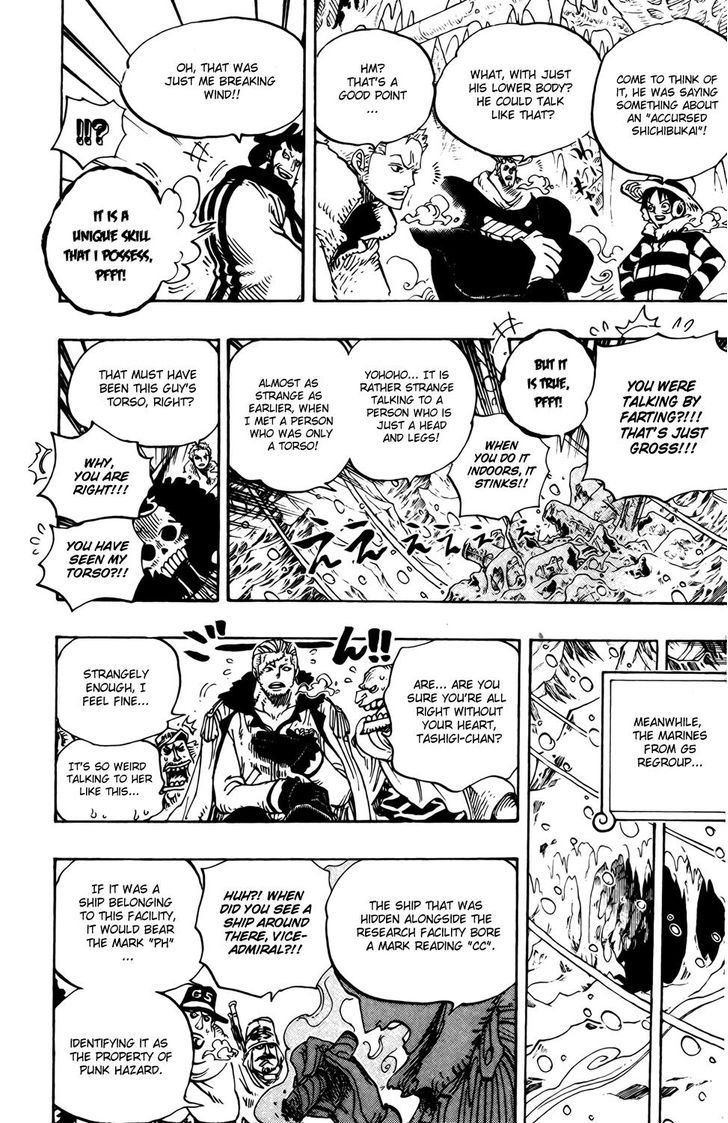 COME TO THINK OF
IT, HE WAS SAYING
SOMETHING ABOUT
AN "ACCURSED
SHICHIBUKAI"!
WHAT, WITH JUST
HIS LOWER BODY?
HE COULD TALK
LIKE THAT?
HM?
THAT'S A
GOOD POINT
...
OH, THAT WAS
JUST ME BREAKING
WIND!!
!!?
IT IS A
UNIQUE SKILL
THAT I POSSESS,
PFFT!
YOU WERE
TALKING BY
FARTING?!!!
THAT'S JUST
GROSS!!!
BUT IT
IS TRUE,
PFFT!
WHEN
YOU DO IT
INDOORS, IT
STINKS!!
YOHOHO... IT IS
RATHER STRANGE
TALKING TO A
PERSON WHO IS
JUST A HEAD
AND LEGS!
ALMOST AS
STRANGE AS
EARLIER, WHEN
I MET A PERSON
WHO WAS ONLY
A TORSO!
ええええええ
THAT MUST HAVE
BEEN THIS GUY'S
TORSO, RIGHT?
WHY,
YOU ARE
RIGHT!!!
YOU HAVE
SEEN MY
TORSO?!!
MEANWHILE,
THE MARINES
FROM G5
REGROUP...
ARE... ARE YOU
SURE YOU'RE ALL
RIGHT WITHOUT
YOUR HEART,
TASHIGI-CHAN?
STRANGELY
ENOUGH, I
FEEL FINE...
IT'S SO WEIRD
TALKING TO HER
LIKE THIS...
THE SHIP THAT WAS
HIDDEN ALONGSIDE THE
RESEARCH FACILITY BORE
A MARK READING "CC".
HUH?! WHEN
DID YOU SEE A
SHIP AROUND
THERE, VICE-
ADMIRAL?!!
IF IT WAS A
SHIP BELONGING
TO THIS FACILITY,
IT WOULD BEAR
THE MARK "PH"
...
IDENTIFYING IT AS
THE PROPERTY OF
PUNK HAZARD.
G5